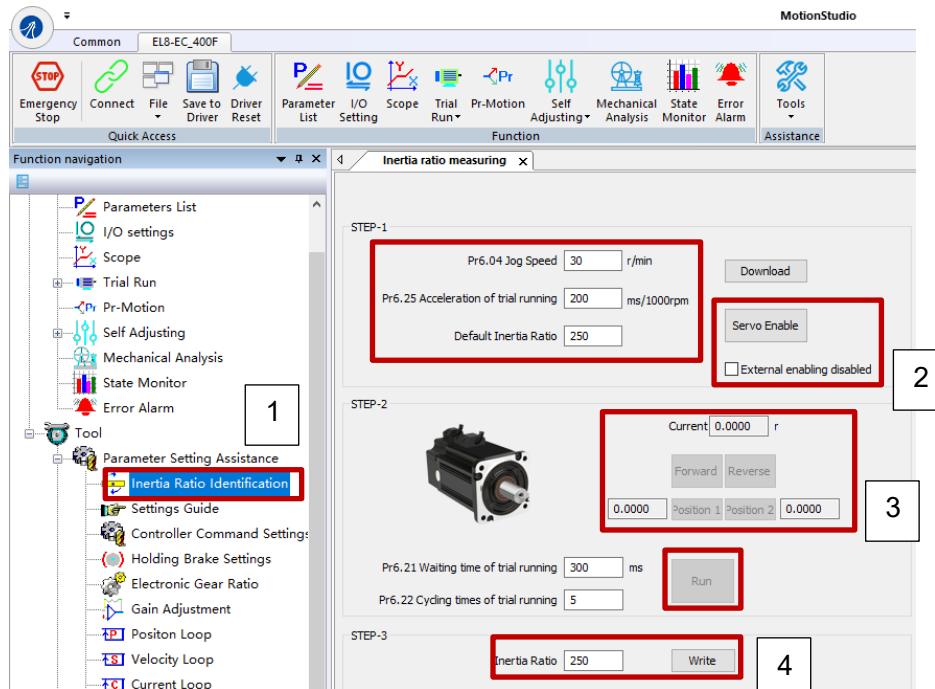 MotionStudio
Common EL8-EC_400F
Emergency Stop Connect File Save to Driver Driver Reset Parameter List I/O Setting Scope Trial Run Pr-Motion Self Adjusting Mechanical Analysis State Monitor Error Alarm Tools
Quick Access Function Assistance
Function navigation
Inertia ratio measuring x
Parameters List
I/O settings
Scope
Trial Run
Pr-Motion
Self Adjusting
Mechanical Analysis
State Monitor
Error Alarm
Tool
Parameter Setting Assistance
Inertia Ratio Identification
Settings Guide
Controller Command Settings
Holding Brake Settings
Electronic Gear Ratio
Gain Adjustment
Positon Loop
Velocity Loop
Current Loop
1
STEP-1
Pr6.04 Jog Speed 30 r/min
Pr6.25 Acceleration of trial running 200 ms/1000rpm
Default Inertia Ratio 250
Download
Servo Enable
External enabling disabled
2
STEP-2
Current 0.0000 r
Forward Reverse
0.0000 Position 1 Position 2 0.0000
3
Pr6.21 Waiting time of trial running 300 ms
Pr6.22 Cycling times of trial running 5
Run
STEP-3
Inertia Ratio 250 Write
4